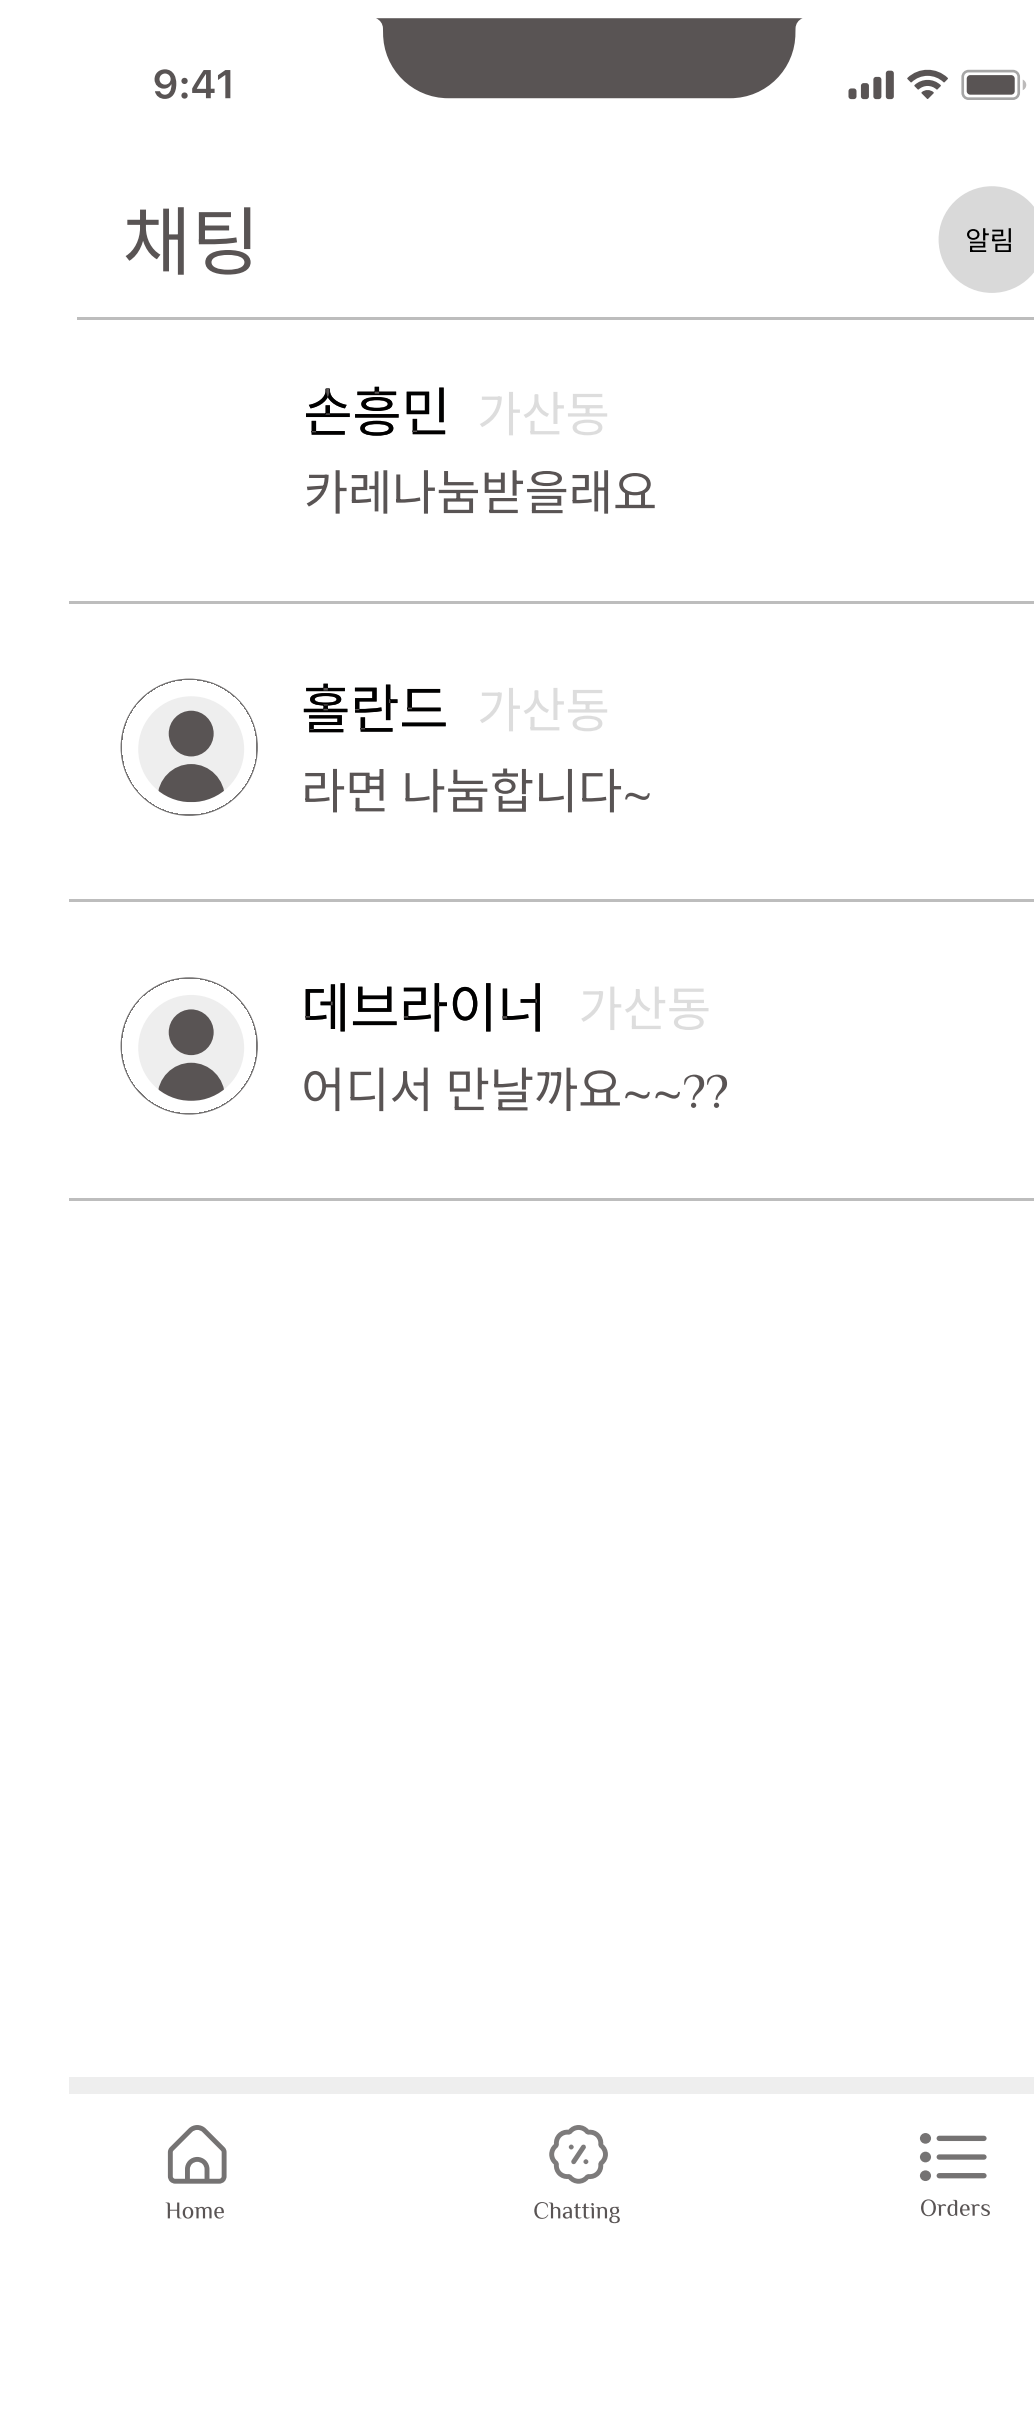 9:41
채팅
알림
손흥민 가산동
카레나눔받을래요
홀란드 가산동
라면 나눔합니다~
데브라이너 가산동
어디서 만날까요~~??
Home
Chatting
Orders